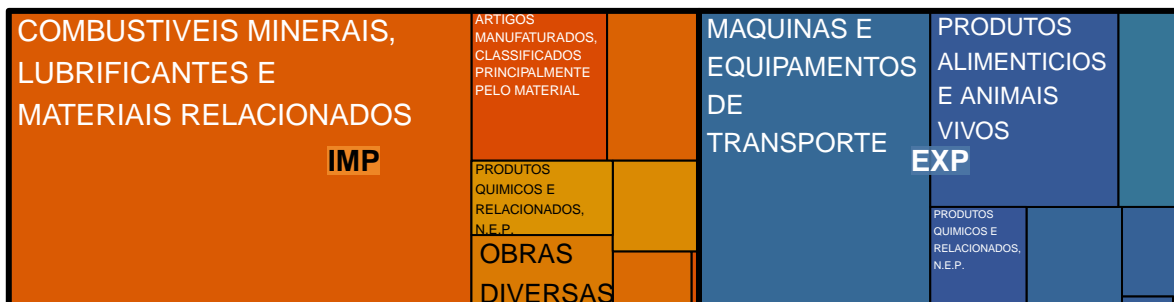 COMBUSTIVEIS MINERAIS,
LUBRIFICANTES E
MATERIAIS RELACIONADOS
IMP
ARTIGOS
MANUFATURADOS,
CLASSIFICADOS
PRINCIPALMENTE
PELO MATERIAL
PRODUTOS
QUIMICOS E
RELACIONADOS,
N.E.P.
OBRAS
DIVERSAS
MAQUINAS E
EQUIPAMENTOS
DE
TRANSPORTE
EXP
PRODUTOS
ALIMENTICIOS
E ANIMAIS
VIVOS
PRODUTOS
QUIMICOS E
RELACIONADOS,
N.E.P.